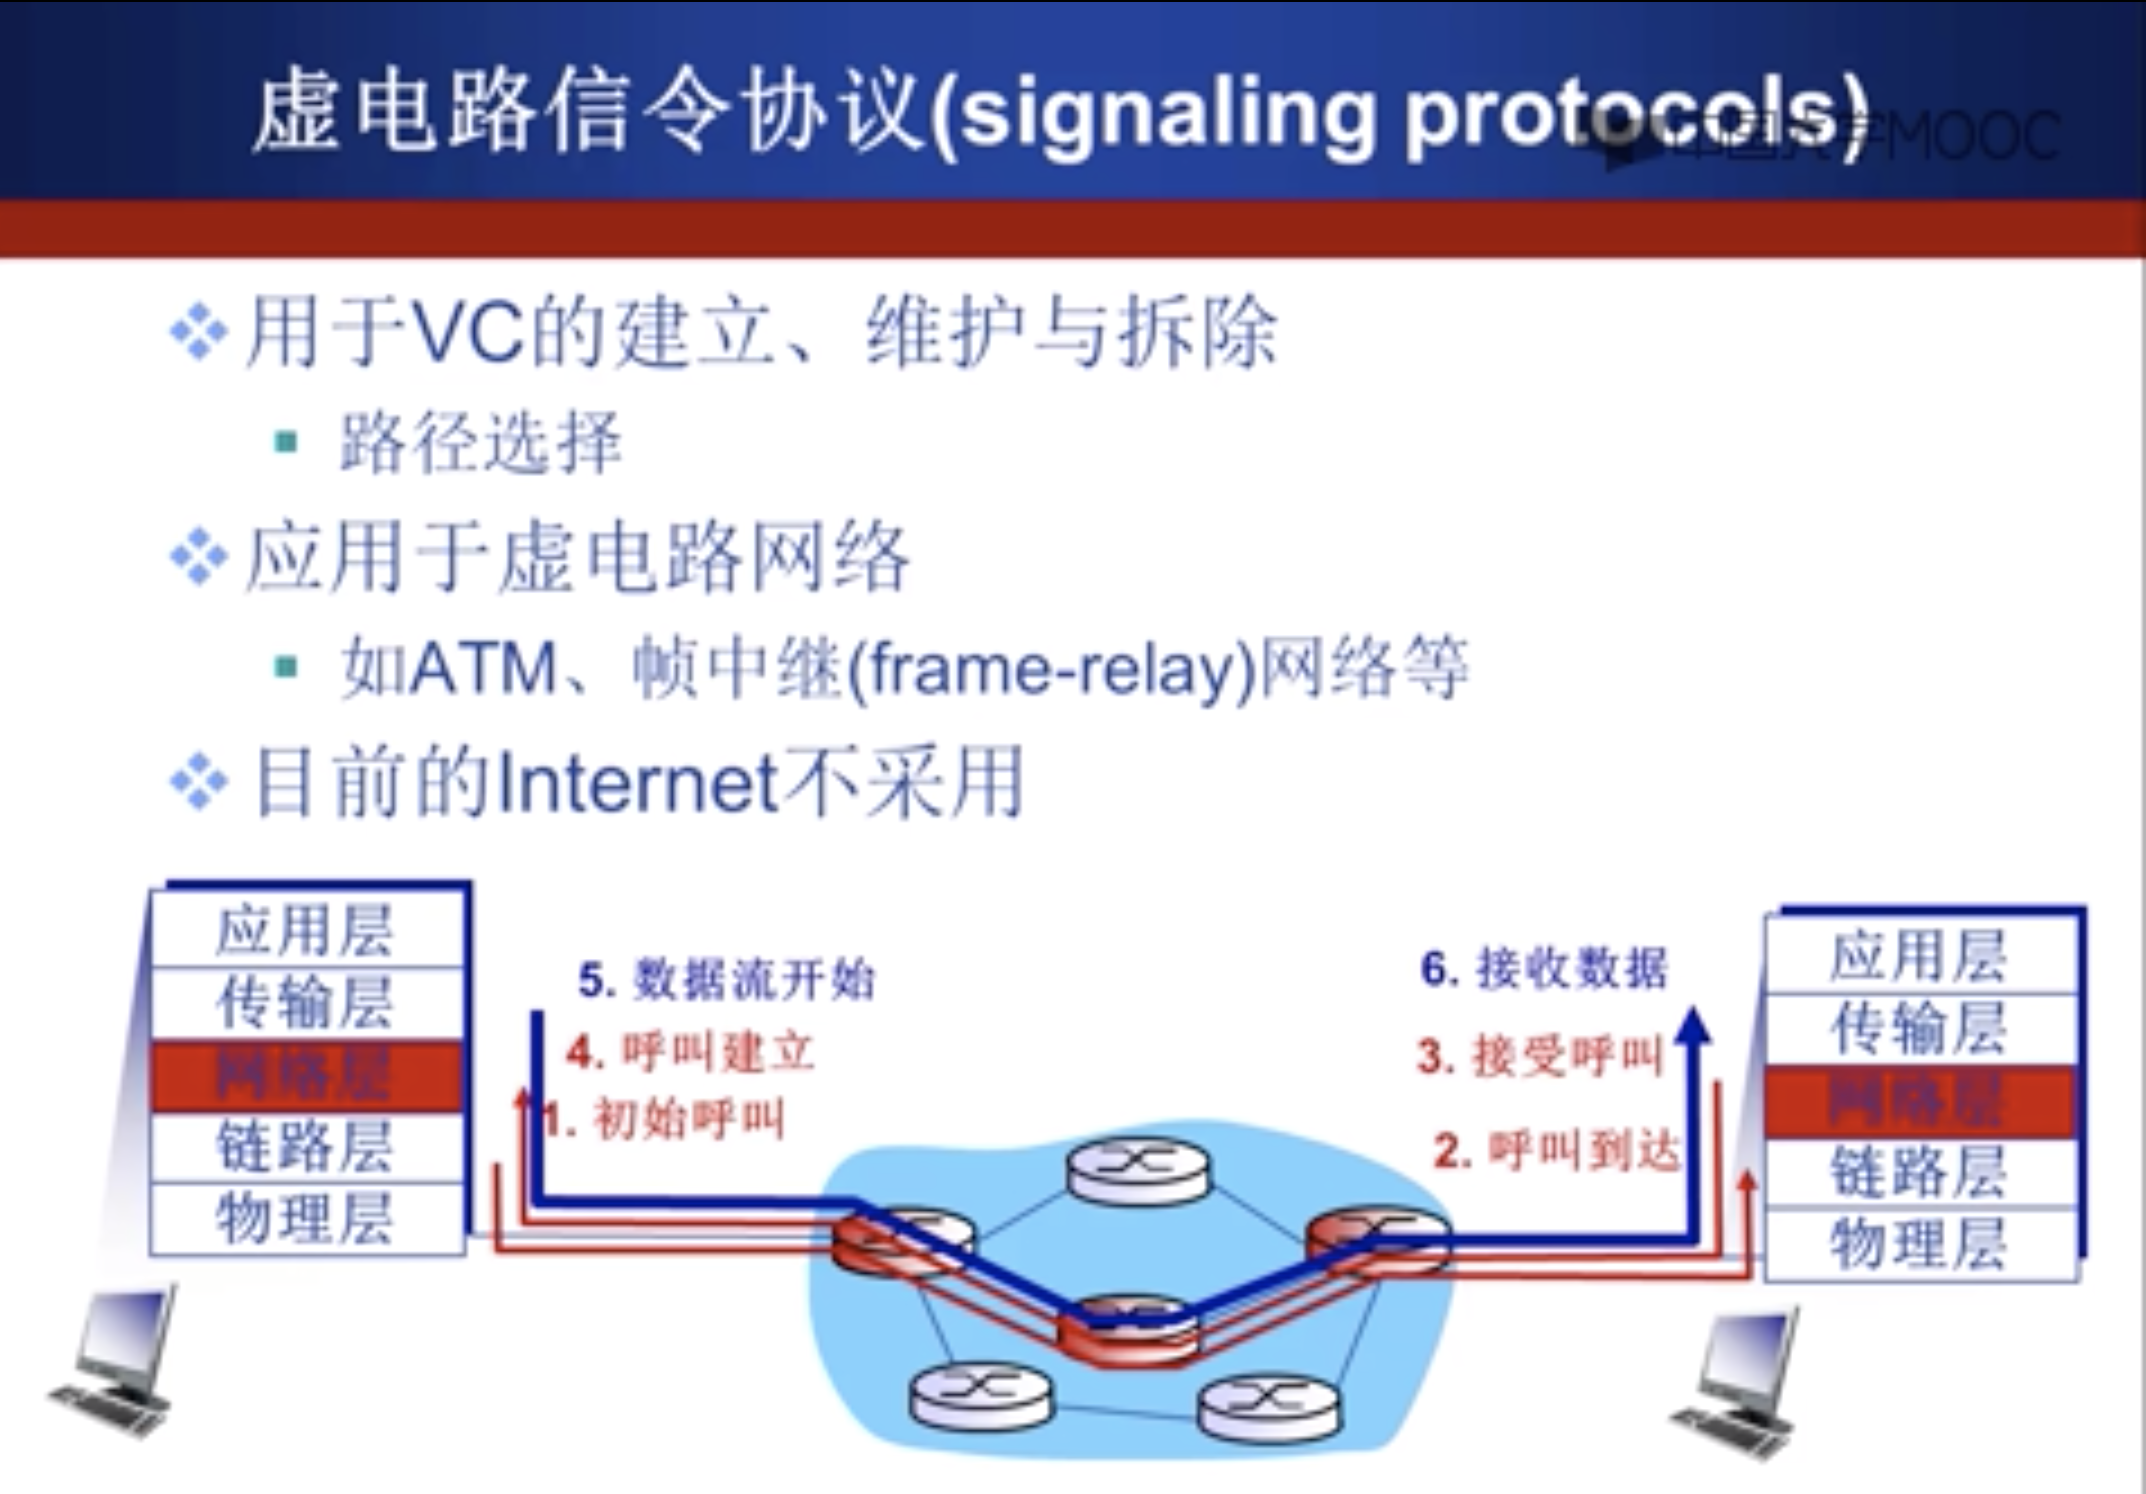 虚电路信令协议(signaling protocols)
中国大学MOOC
用于VC的建立、维护与拆除
路径选择
应用于虚电路网络
如ATM、帧中继(frame-relay)网络等
目前的Internet不采用
应用层
传输层
网络层
链路层
物理层
5. 数据流开始
4. 呼叫建立
1. 初始呼叫
6. 接收数据
3. 接受呼叫
2. 呼叫到达
应用层
传输层
网络层
链路层
物理层